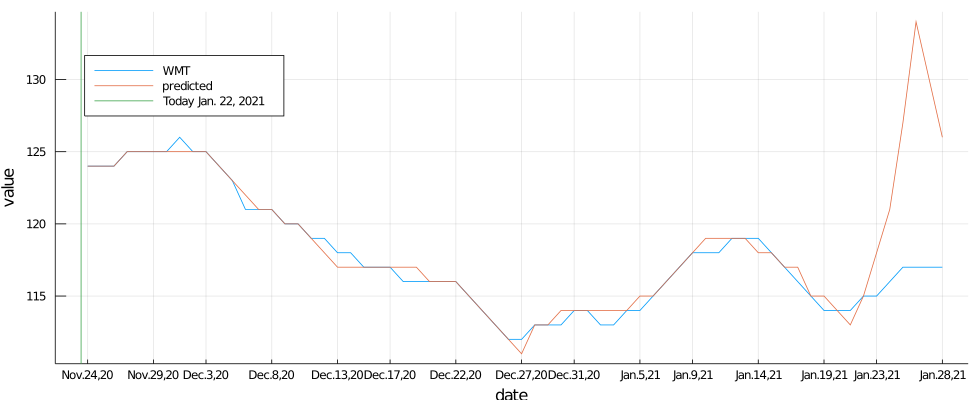 WMT
predicted
Today Jan. 22, 2021
value
130
125
120
115
Nov.24,20 Nov.29,20 Dec.3,20 Dec.8,20 Dec.13,20 Dec.17,20 Dec.22,20 Dec.27,20 Dec.31,20 Jan.5,21 Jan.9,21 Jan.14,21 Jan.19,21 Jan.23,21 Jan.28,21
date